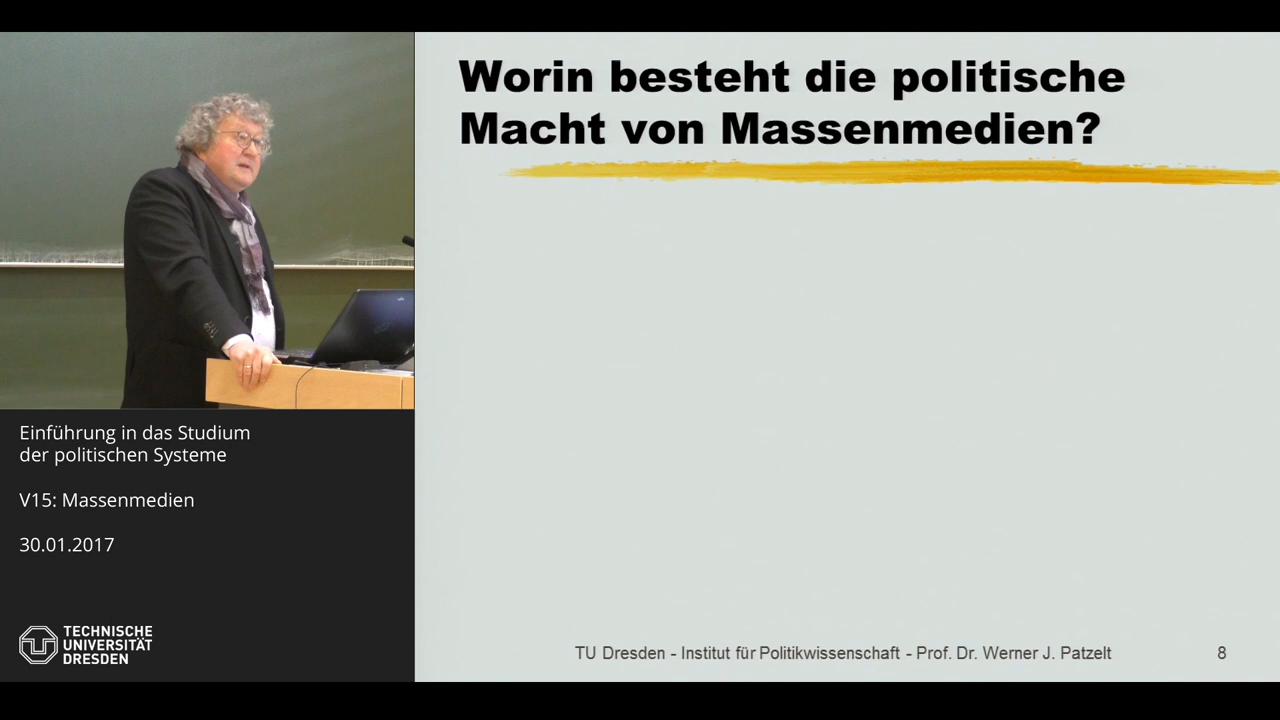 Worin besteht die politische
Macht von Massenmedien?
Einführung in das Studium
der politischen Systeme
V15: Massenmedien
30.01.2017
TECHNISCHE
UNIVERSITÄT
DRESDEN
TU Dresden - Institut für Politikwissenschaft - Prof. Dr. Werner J. Patzelt
8